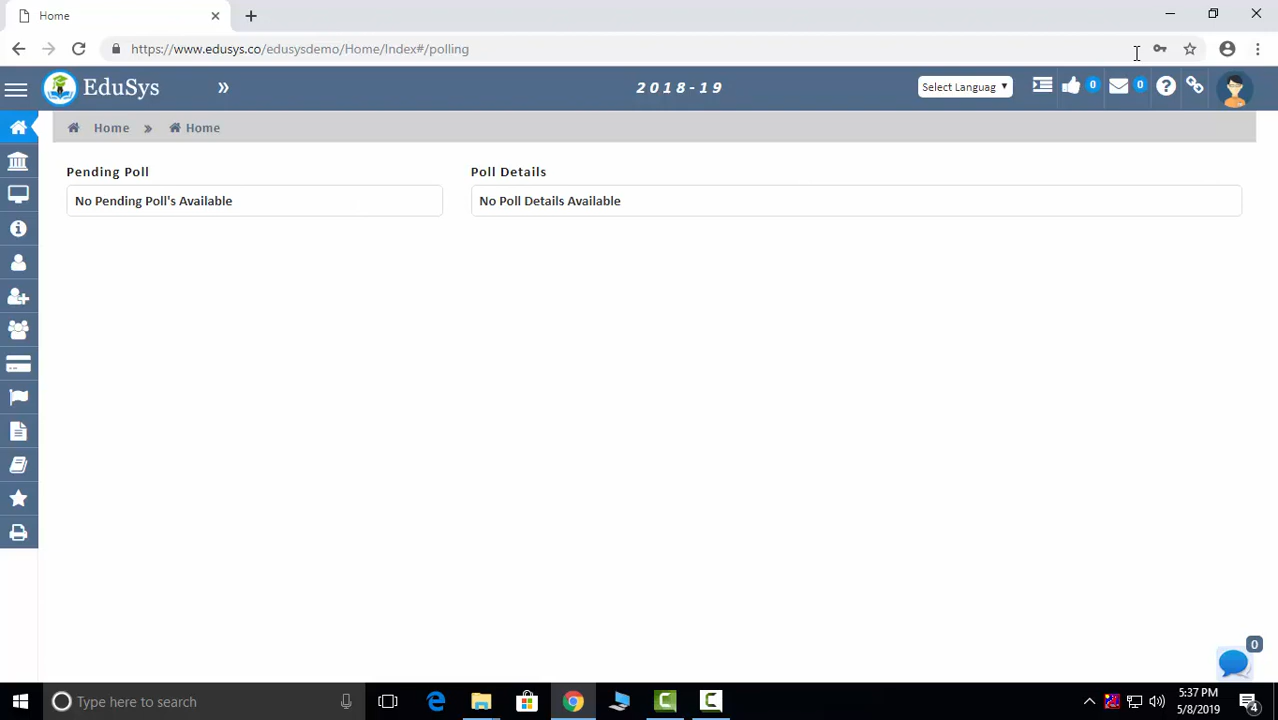 Home
https://www.edusys.co/edusysdemo/Home/Index#/polling
EduSys » 2018-19 Select Languag 0 0
Home » Home
Pending Poll Poll Details
No Pending Poll's Available No Poll Details Available
0
Type here to search
5:37 PM
5/8/2019
4